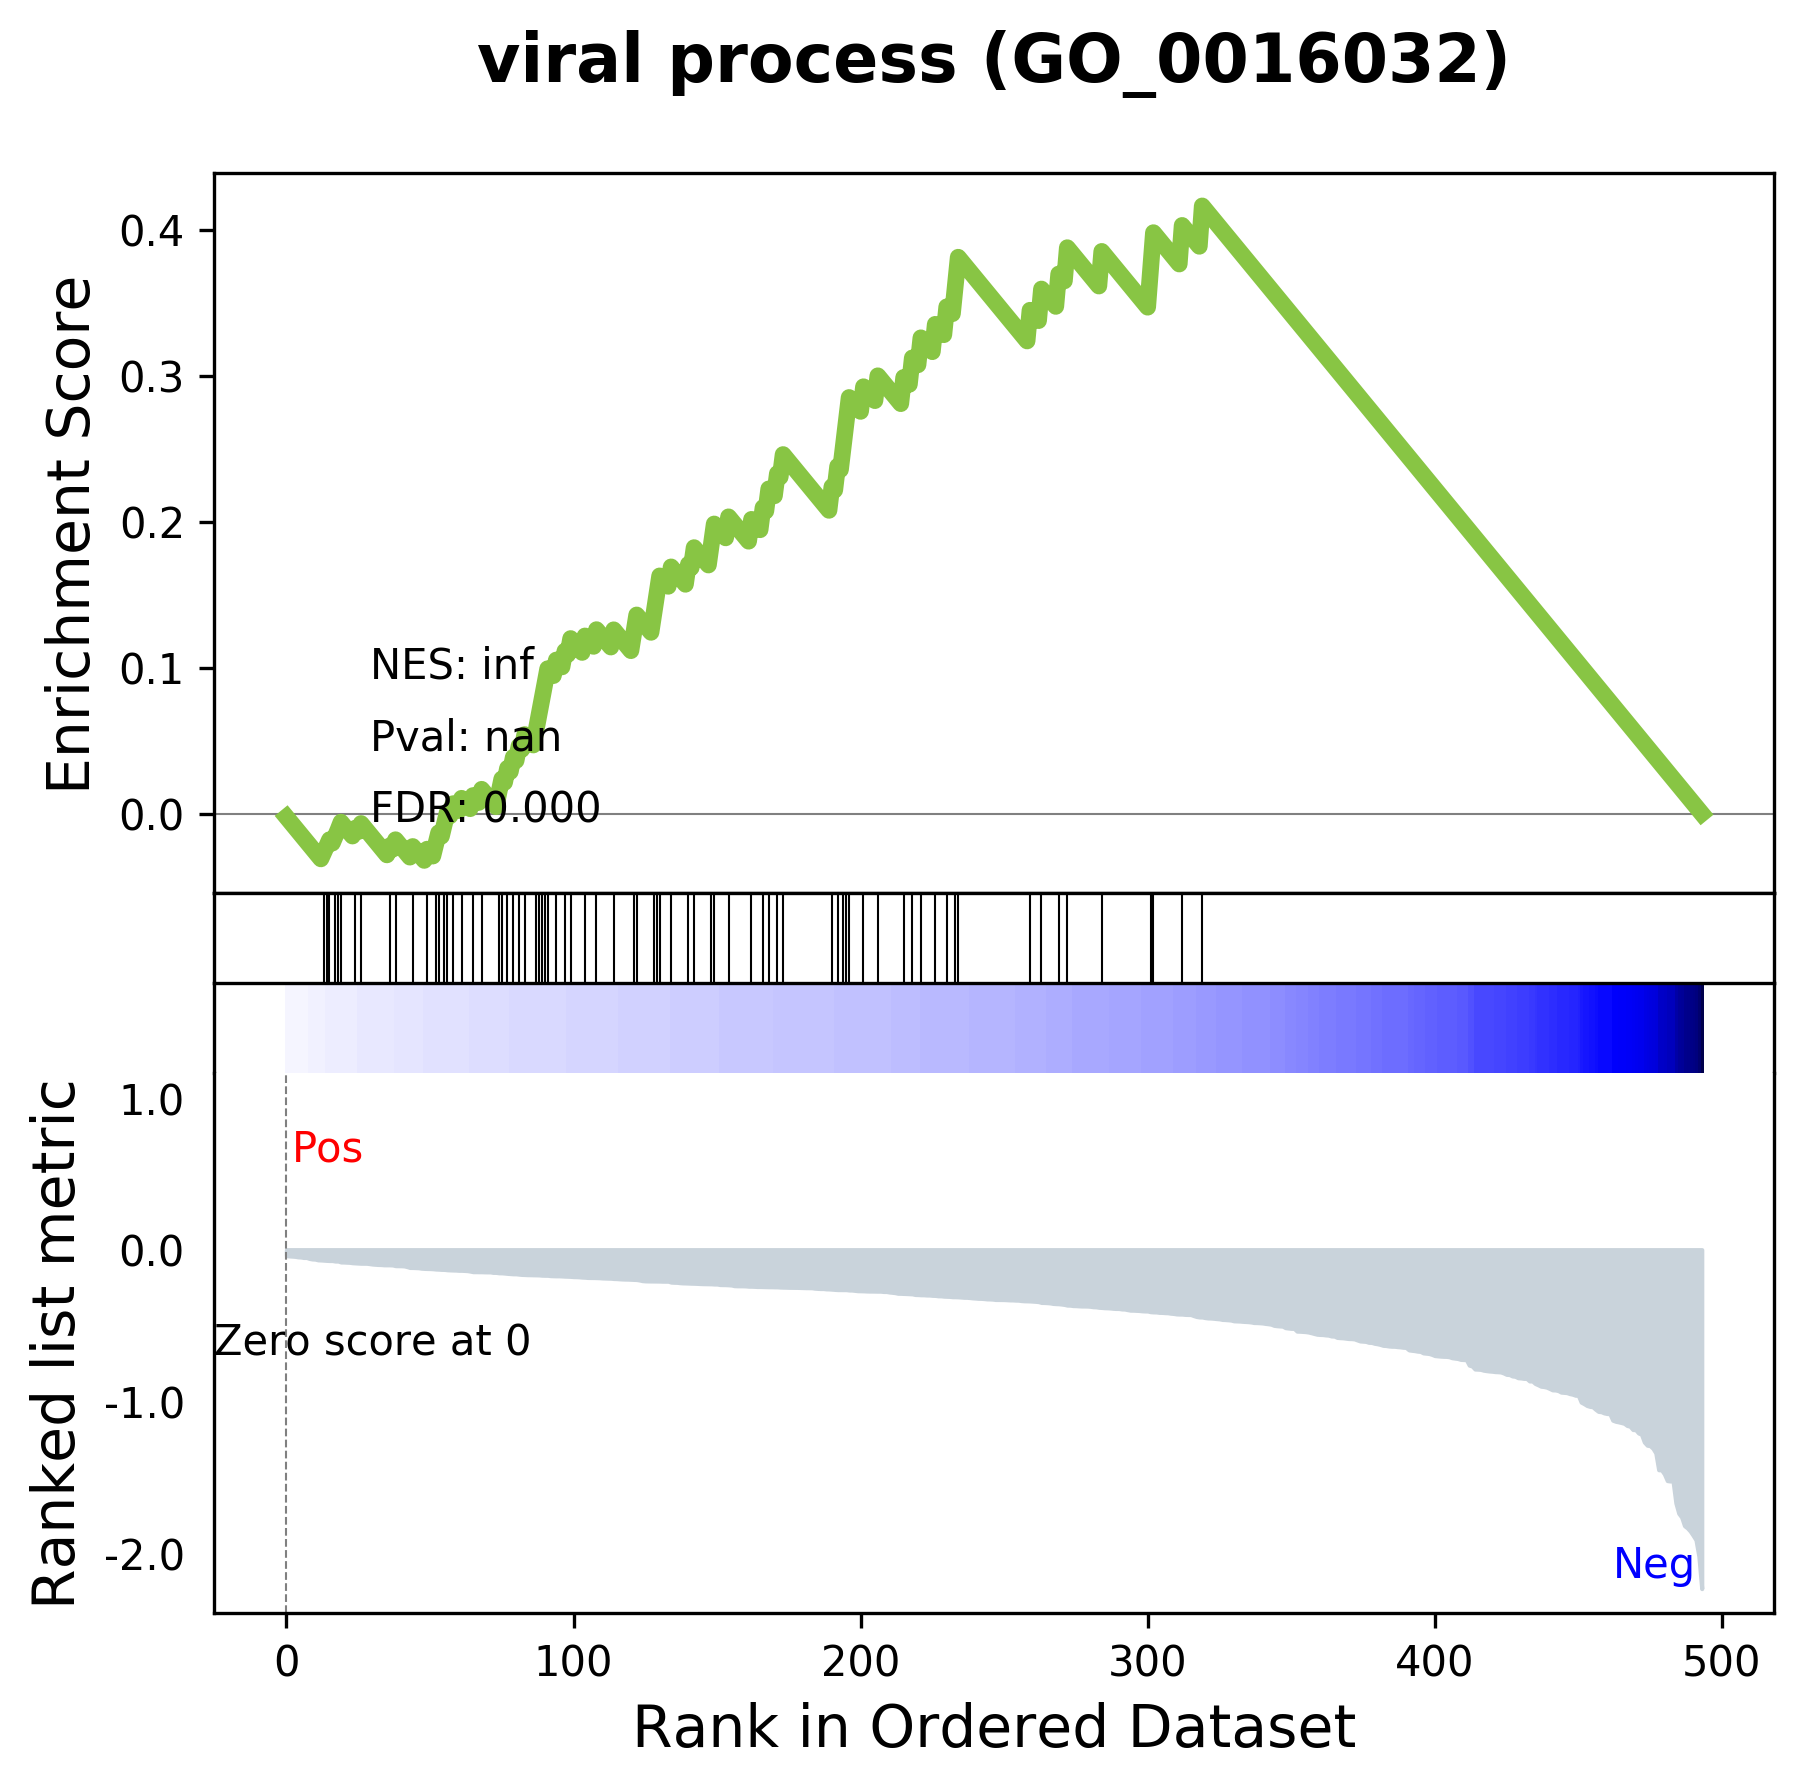 viral process (GO_0016032)
Enrichment Score
0.4
0.3
0.2
0.1
0.0
NES: inf
Pval: nan
FDR: 0.000
Ranked list metric
1.0
0.0
-1.0
-2.0
Pos
Zero score at 0
Neg
0 100 200 300 400 500
Rank in Ordered Dataset